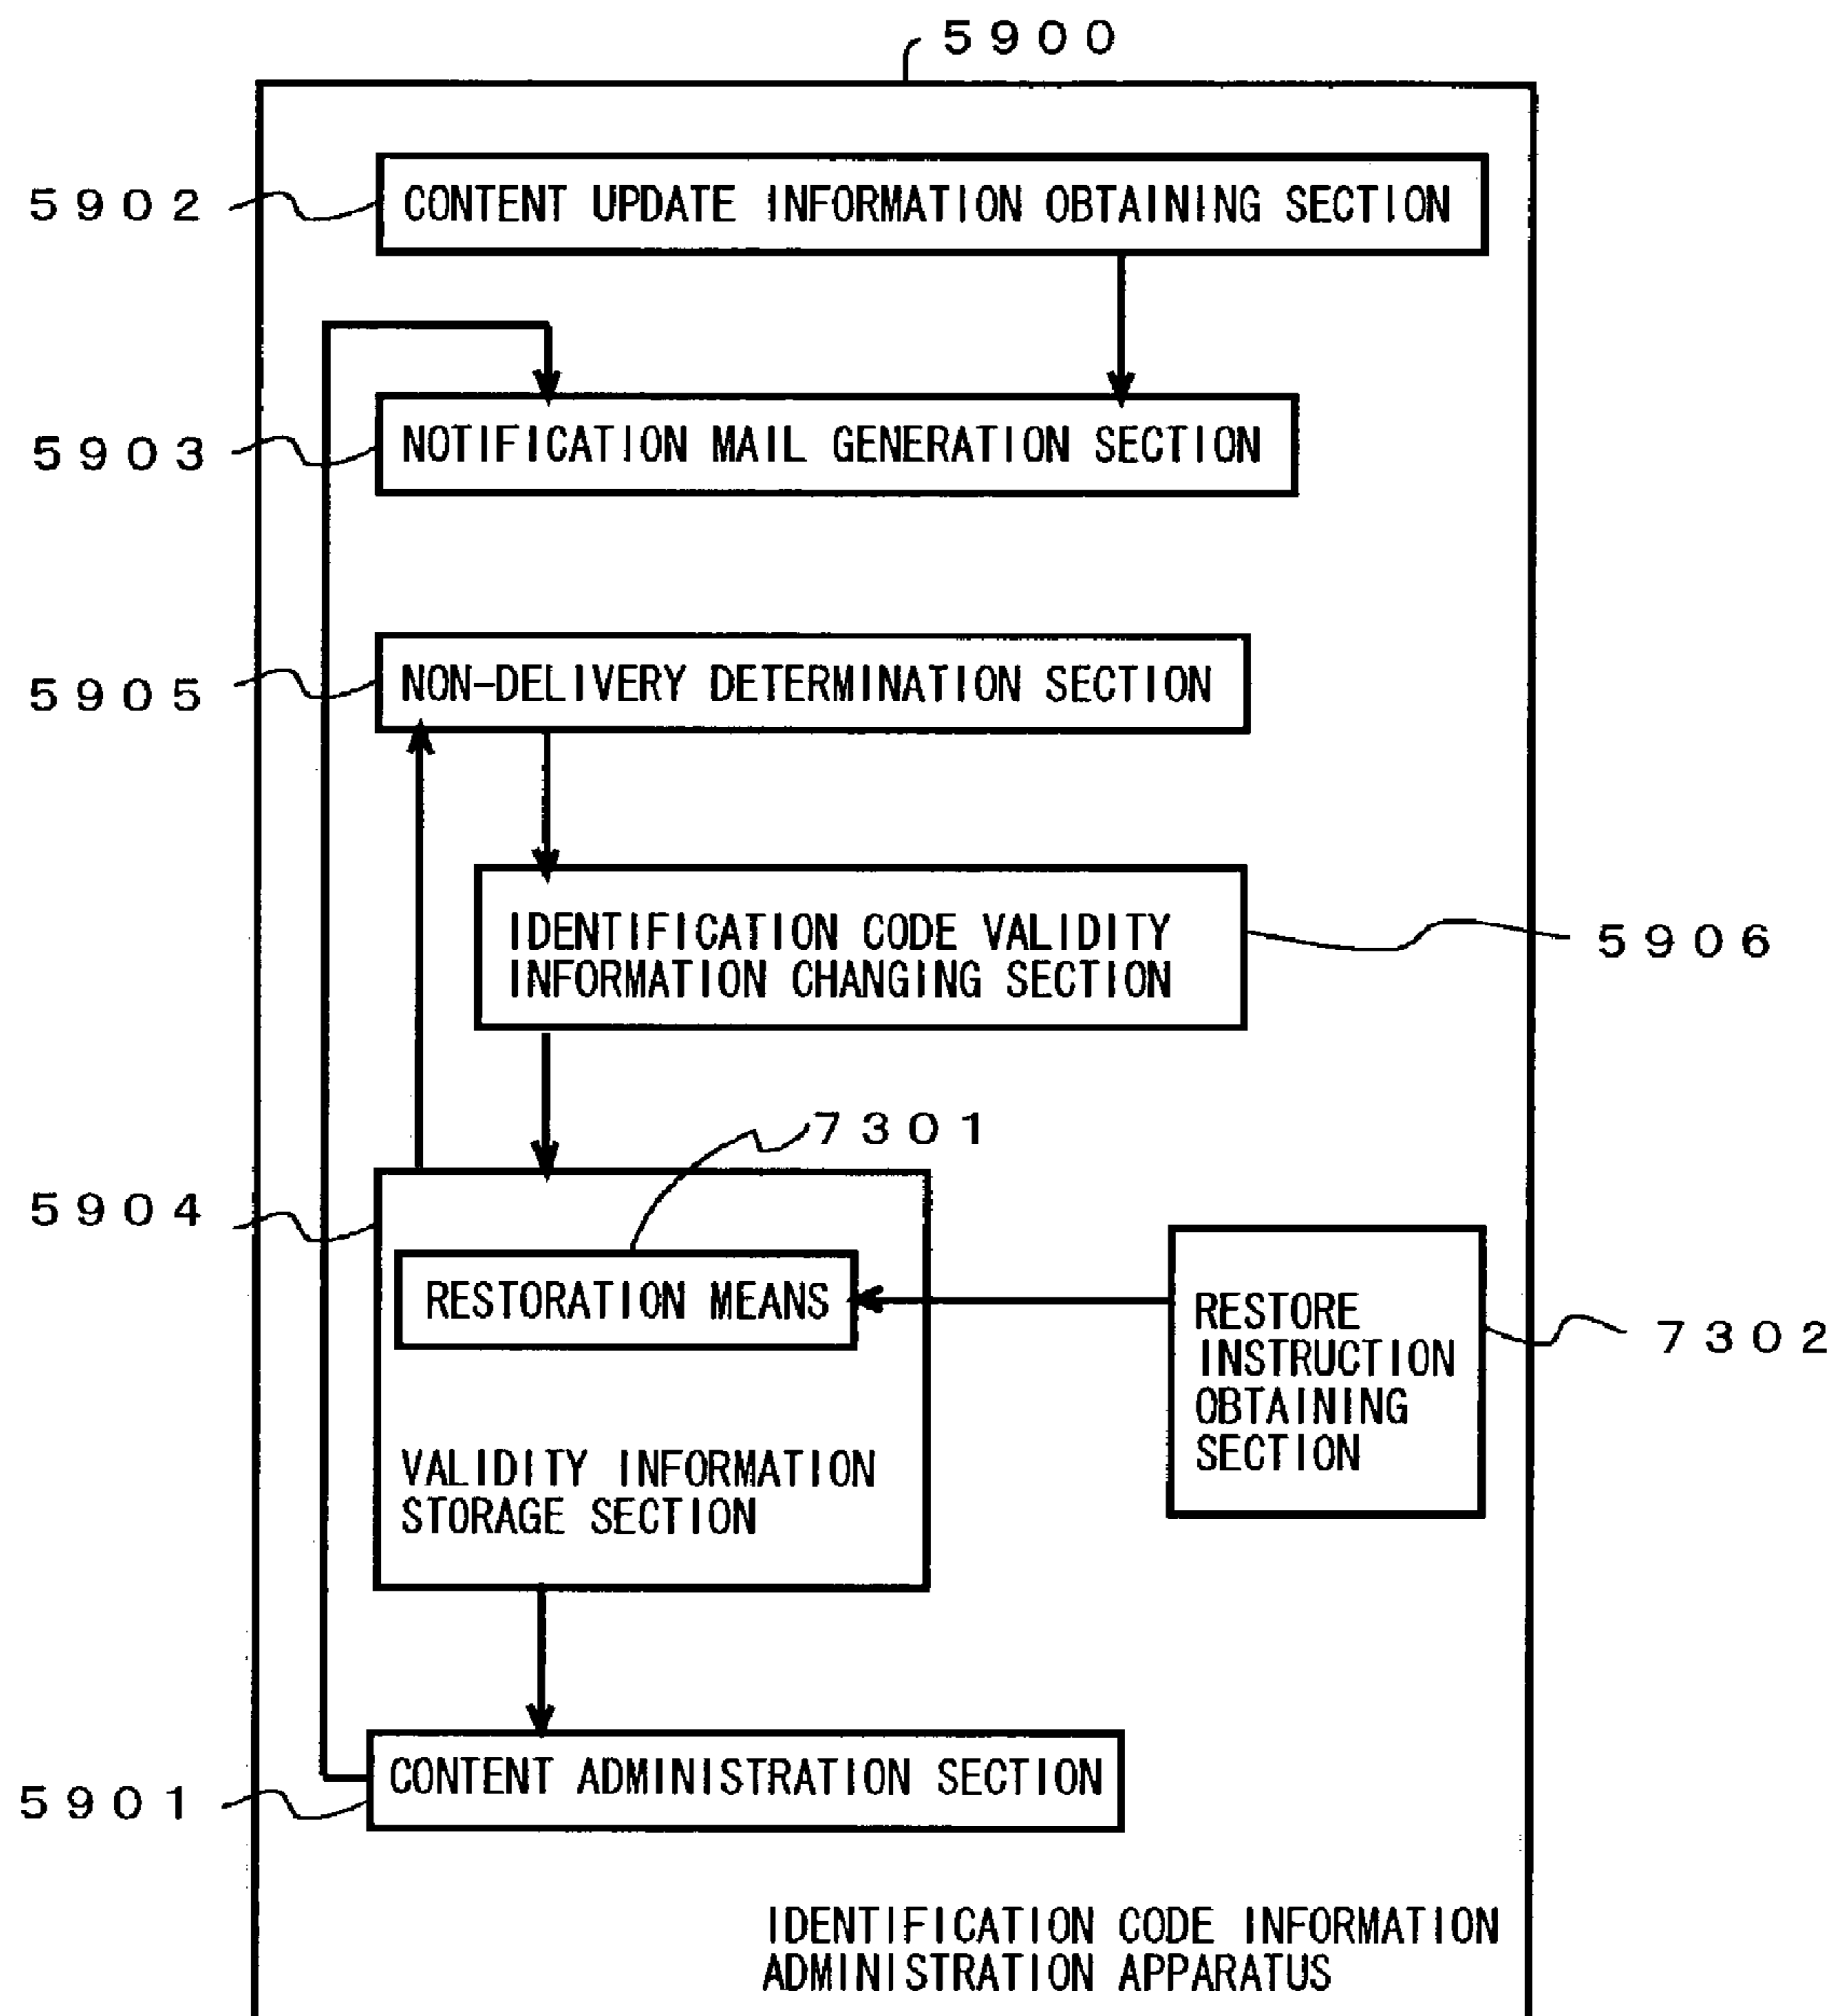 5900
5902
CONTENT UPDATE INFORMATION OBTAINING SECTION
5903
NOTIFICATION MAIL GENERATION SECTION
5905
NON-DELIVERY DETERMINATION SECTION
IDENTIFICATION CODE VALIDITY
INFORMATION CHANGING SECTION
5906
7301
5904
RESTORATION MEANS
RESTORE
INSTRUCTION
OBTAINING
SECTION
7302
VALIDITY INFORMATION
STORAGE SECTION
5901
CONTENT ADMINISTRATION SECTION
IDENTIFICATION CODE INFORMATION
ADMINISTRATION APPARATUS